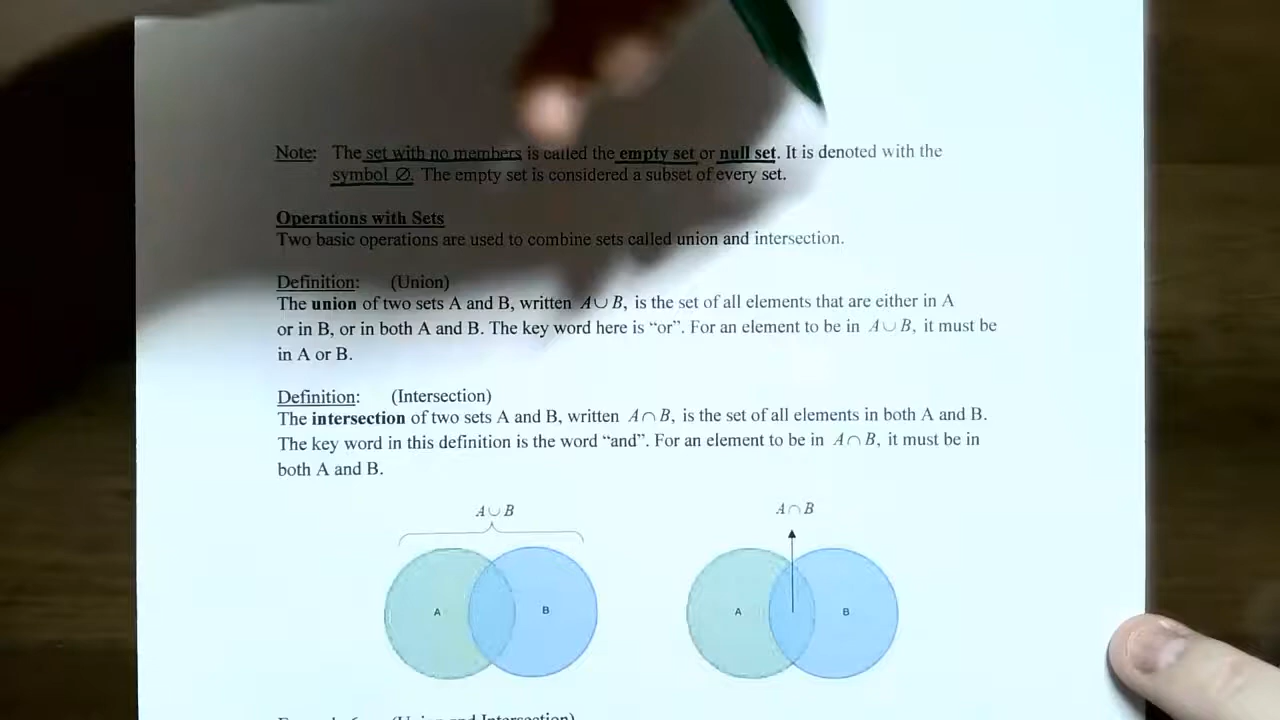 Note: The set with no members is called the empty set or null set. It is denoted with the
symbol ∅. The empty set is considered a subset of every set.
Operations with Sets
Two basic operations are used to combine sets called union and intersection.
Definition: (Union)
The union of two sets A and B, written A∪B, is the set of all elements that are either in A
or in B, or in both A and B. The key word here is “or”. For an element to be in A∪B, it must be
in A or B.
Definition: (Intersection)
The intersection of two sets A and B, written A∩B, is the set of all elements in both A and B.
The key word in this definition is the word “and”. For an element to be in A∩B, it must be in
both A and B.
A∪B A∩B
A B A B
(Union and Intersection)